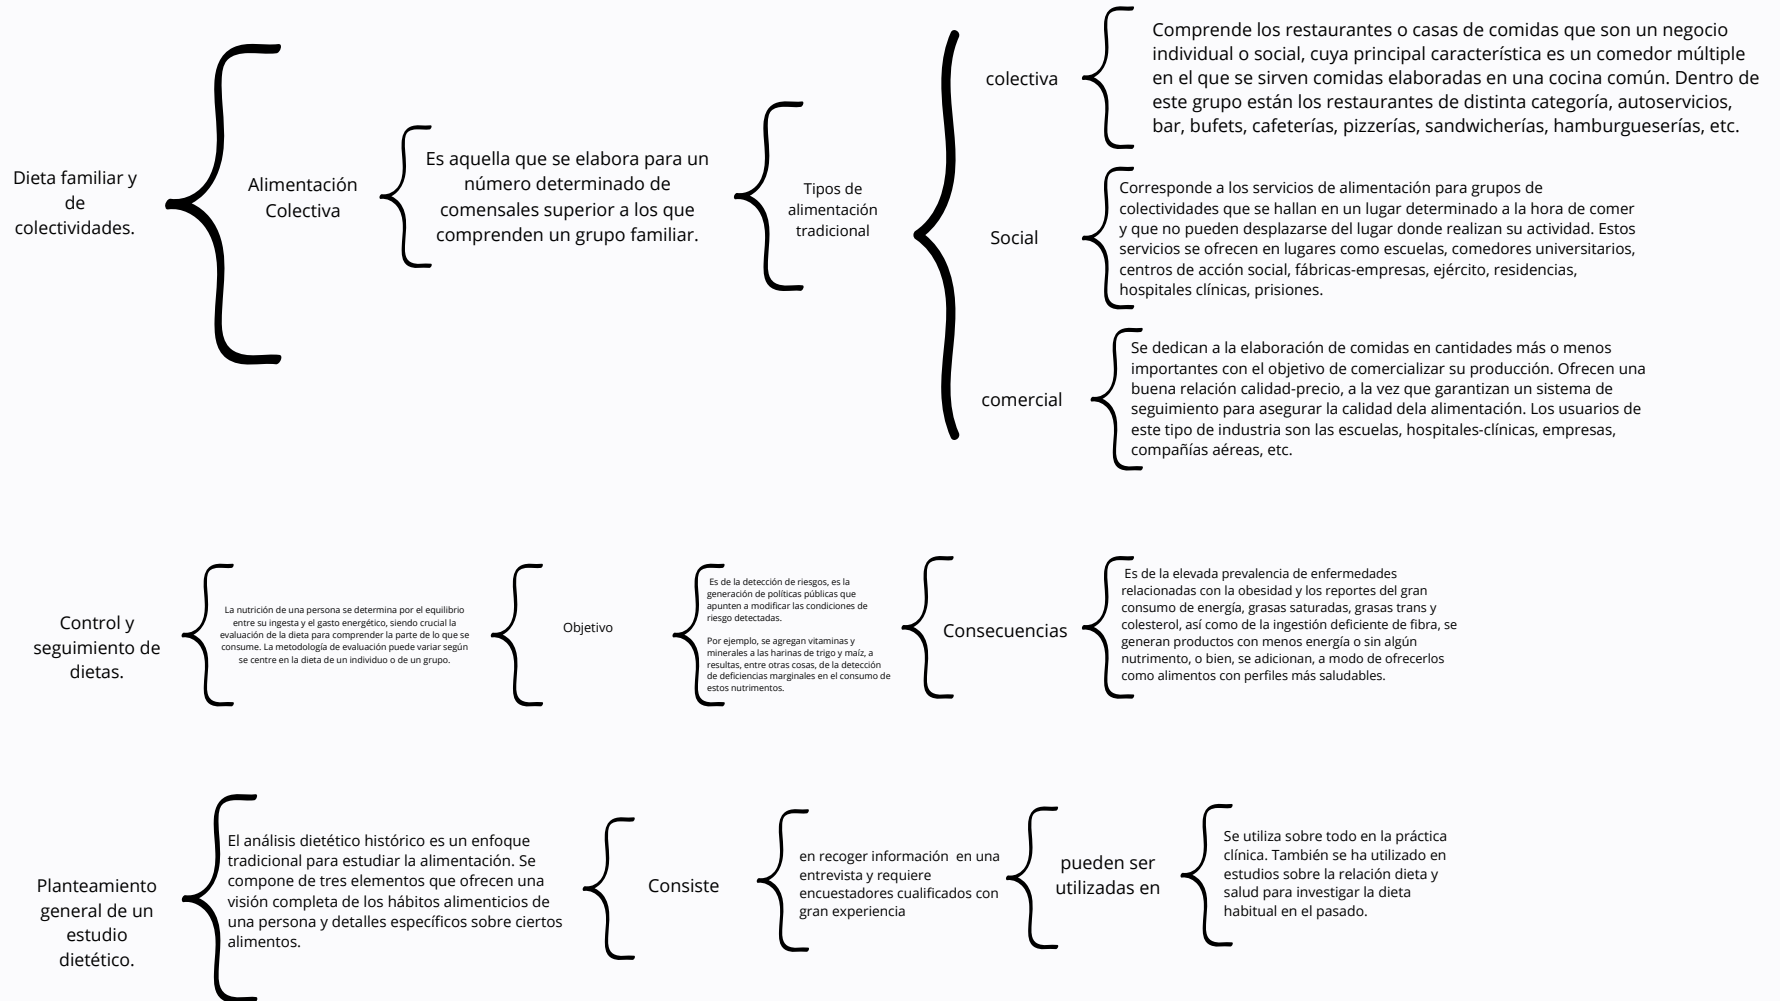 Dieta familiar y
de
colectividades.
Alimentación
Colectiva
Es aquella que se elabora para un
número determinado de
comensales superior a los que
comprenden un grupo familiar.
Tipos de
alimentación
tradicional
colectiva
Comprende los restaurantes o casas de comidas que son un negocio
individual o social, cuya principal característica es un comedor múltiple
en el que se sirven comidas elaboradas en una cocina común. Dentro de
este grupo están los restaurantes de distinta categoría, autoservicios,
bar, bufets, cafeterías, pizzerías, sandwicherías, hamburgueserías, etc.
Social
Corresponde a los servicios de alimentación para grupos de
colectividades que se hallan en un lugar determinado a la hora de comer
y que no pueden desplazarse del lugar donde realizan su actividad. Estos
servicios se ofrecen en lugares como escuelas, comedores universitarios,
centros de acción social, fábricas-empresas, ejército, residencias,
hospitales clínicas, prisiones.
comercial
Se dedican a la elaboración de comidas en cantidades más o menos
importantes con el objetivo de comercializar su producción. Ofrecen una
buena relación calidad-precio, a la vez que garantizan un sistema de
seguimiento para asegurar la calidad dela alimentación. Los usuarios de
este tipo de industria son las escuelas, hospitales-clínicas, empresas,
compañías aéreas, etc.
Control y
seguimiento de
dietas.
La nutrición de una persona se determina por el equilibrio
entre su ingesta y el gasto energético, siendo crucial la
evaluación de la dieta para comprender la parte de lo que se
consume. La metodología de evaluación puede variar según
se centre en la dieta de un individuo o de un grupo.
Objetivo
Es de la detección de riesgos, es la
generación de políticas públicas que
apunten a modificar las condiciones de
riesgo detectadas.
Por ejemplo, se agregan vitaminas y
minerales a las harinas de trigo y maíz, a
resultas, entre otras cosas, de la detección
de deficiencias marginales en el consumo de
estos nutrimentos.
Consecuencias
Es de la elevada prevalencia de enfermedades
relacionadas con la obesidad y los reportes del gran
consumo de energía, grasas saturadas, grasas trans y
colesterol, así como de la ingestión deficiente de fibra, se
generan productos con menos energía o sin algún
nutrimento, o bien, se adicionan, a modo de ofrecerlos
como alimentos con perfiles más saludables.
Planteamiento
general de un
estudio
dietético.
El análisis dietético histórico es un enfoque
tradicional para estudiar la alimentación. Se
compone de tres elementos que ofrecen una
visión completa de los hábitos alimenticios de
una persona y detalles específicos sobre ciertos
alimentos.
Consiste
en recoger información en una
entrevista y requiere
encuestadores cualificados con
gran experiencia
pueden ser
utilizadas en
Se utiliza sobre todo en la práctica
clínica. También se ha utilizado en
estudios sobre la relación dieta y
salud para investigar la dieta
habitual en el pasado.